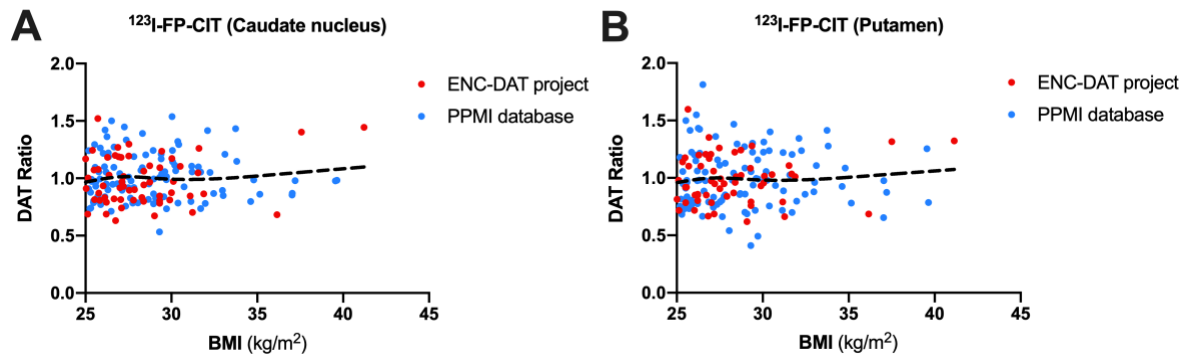 A
¹²³I-FP-CIT (Caudate nucleus)
DAT Ratio
2.0
1.5
1.0
0.5
0.0
25
30
35
40
45
BMI (kg/m²)
ENC-DAT project
PPMI database
B
¹²³I-FP-CIT (Putamen)
DAT Ratio
2.0
1.5
1.0
0.5
0.0
25
30
35
40
45
BMI (kg/m²)
ENC-DAT project
PPMI database